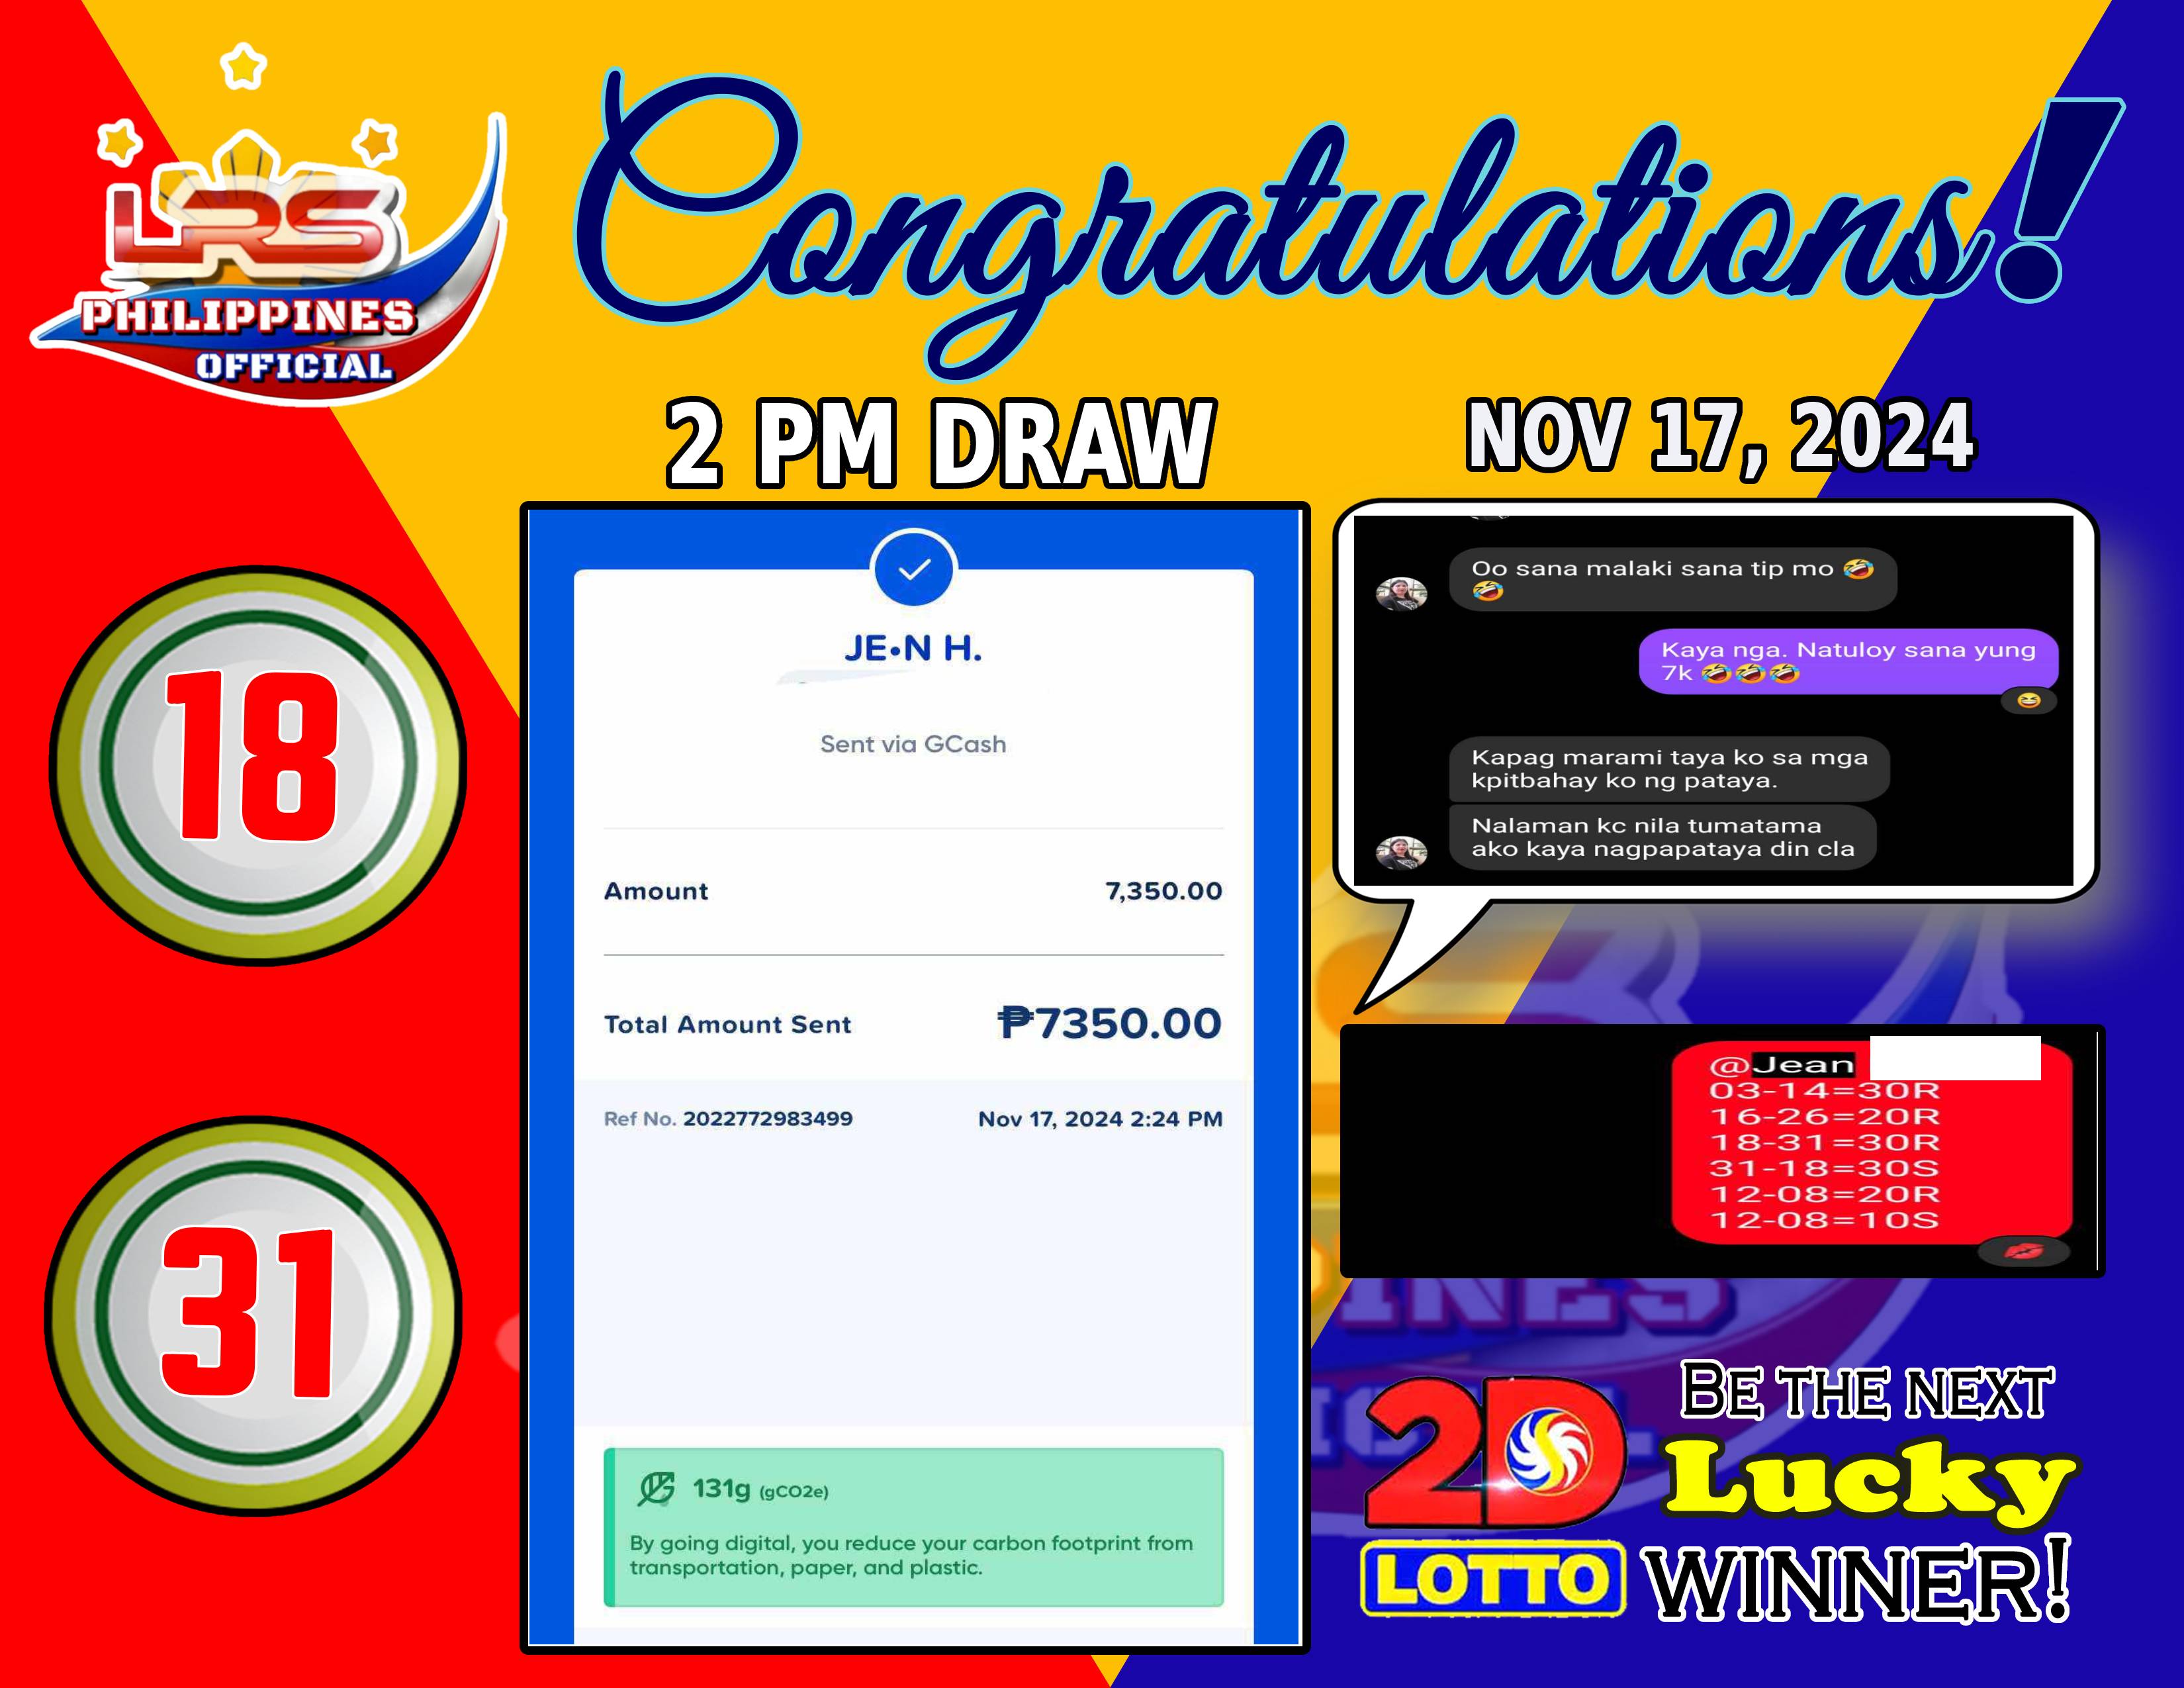 LRS
PHILIPPINES
OFFICIAL
Congratulations!
2 PM DRAW
NOV 17, 2024
18
31
JE•N H.
Sent via GCash
Amount 7,350.00
Total Amount Sent ₱7350.00
Ref No. 2022772983499 Nov 17, 2024 2:24 PM
131g (gCO2e)
By going digital, you reduce your carbon footprint from
transportation, paper, and plastic.
Oo sana malaki sana tip mo 🤣
🤣
Kaya nga. Natuloy sana yung
7k 🤣🤣🤣
😆
Kapag marami taya ko sa mga
kpitbahay ko ng pataya.
Nalaman kc nila tumatama
ako kaya nagpapataya din cla
@Jean
03-14=30R
16-26=20R
18-31=30R
31-18=30S
12-08=20R
12-08=10S
💋
2D
LOTTO
BE THE NEXT
Lucky
WINNER!